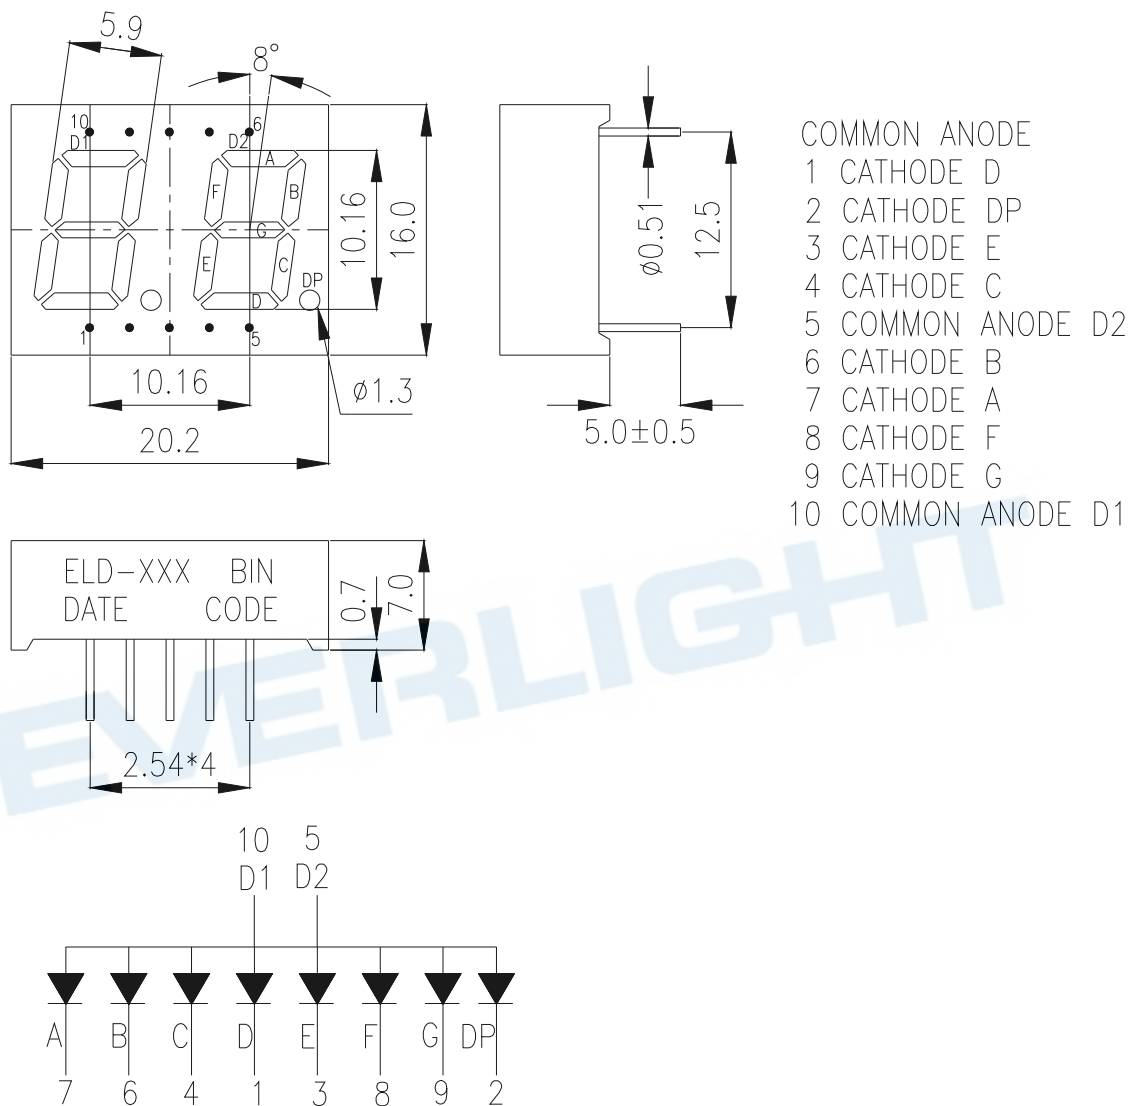 5.9
8°
10
6
D1
D2
A
F
B
G
E
C
DP
D
1
5
10.16
16.0
10.16
ø1.3
20.2
ø0.51
12.5
5.0±0.5
COMMON ANODE
1 CATHODE D
2 CATHODE DP
3 CATHODE E
4 CATHODE C
5 COMMON ANODE D2
6 CATHODE B
7 CATHODE A
8 CATHODE F
9 CATHODE G
10 COMMON ANODE D1
ELD-XXX BIN
DATE CODE
0.7
7.0
2.54*4
EVERLIGHT
10 5
D1 D2
A B C D E F G DP
7 6 4 1 3 8 9 2